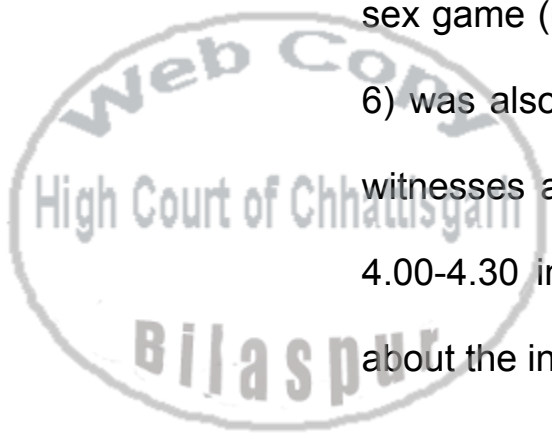 sex game (
6) was also
witnesses a
4.00-4.30 in
about the in
Web Copy
High Court of Chhattisgarh
Bilaspur